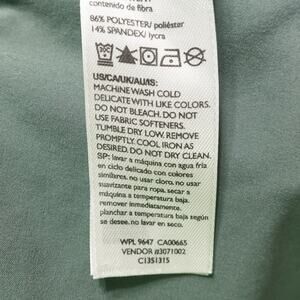 contenido de fibra
86% POLYESTER/ poliéster
14% SPANDEX/ lycra
US/CA/UK/AU/IS:
MACHINE WASH COLD
DELICATE WITH LIKE COLORS.
DO NOT BLEACH. DO NOT
USE FABRIC SOFTENERS.
TUMBLE DRY LOW. REMOVE
PROMPTLY. COOL IRON AS
DESIRED. DO NOT DRY CLEAN.
SP: lavar a máquina con agua fría
en ciclo delicado con colores
similares. no usar cloro. no usar
suavizante para ropa. secar a
máquina a temperatura baja.
remover inmediatamente.
planchar a temperatura baja según
se desee. no lavar en seco.
WPL 9647 CA00665
VENDOR #3071002
C1351315